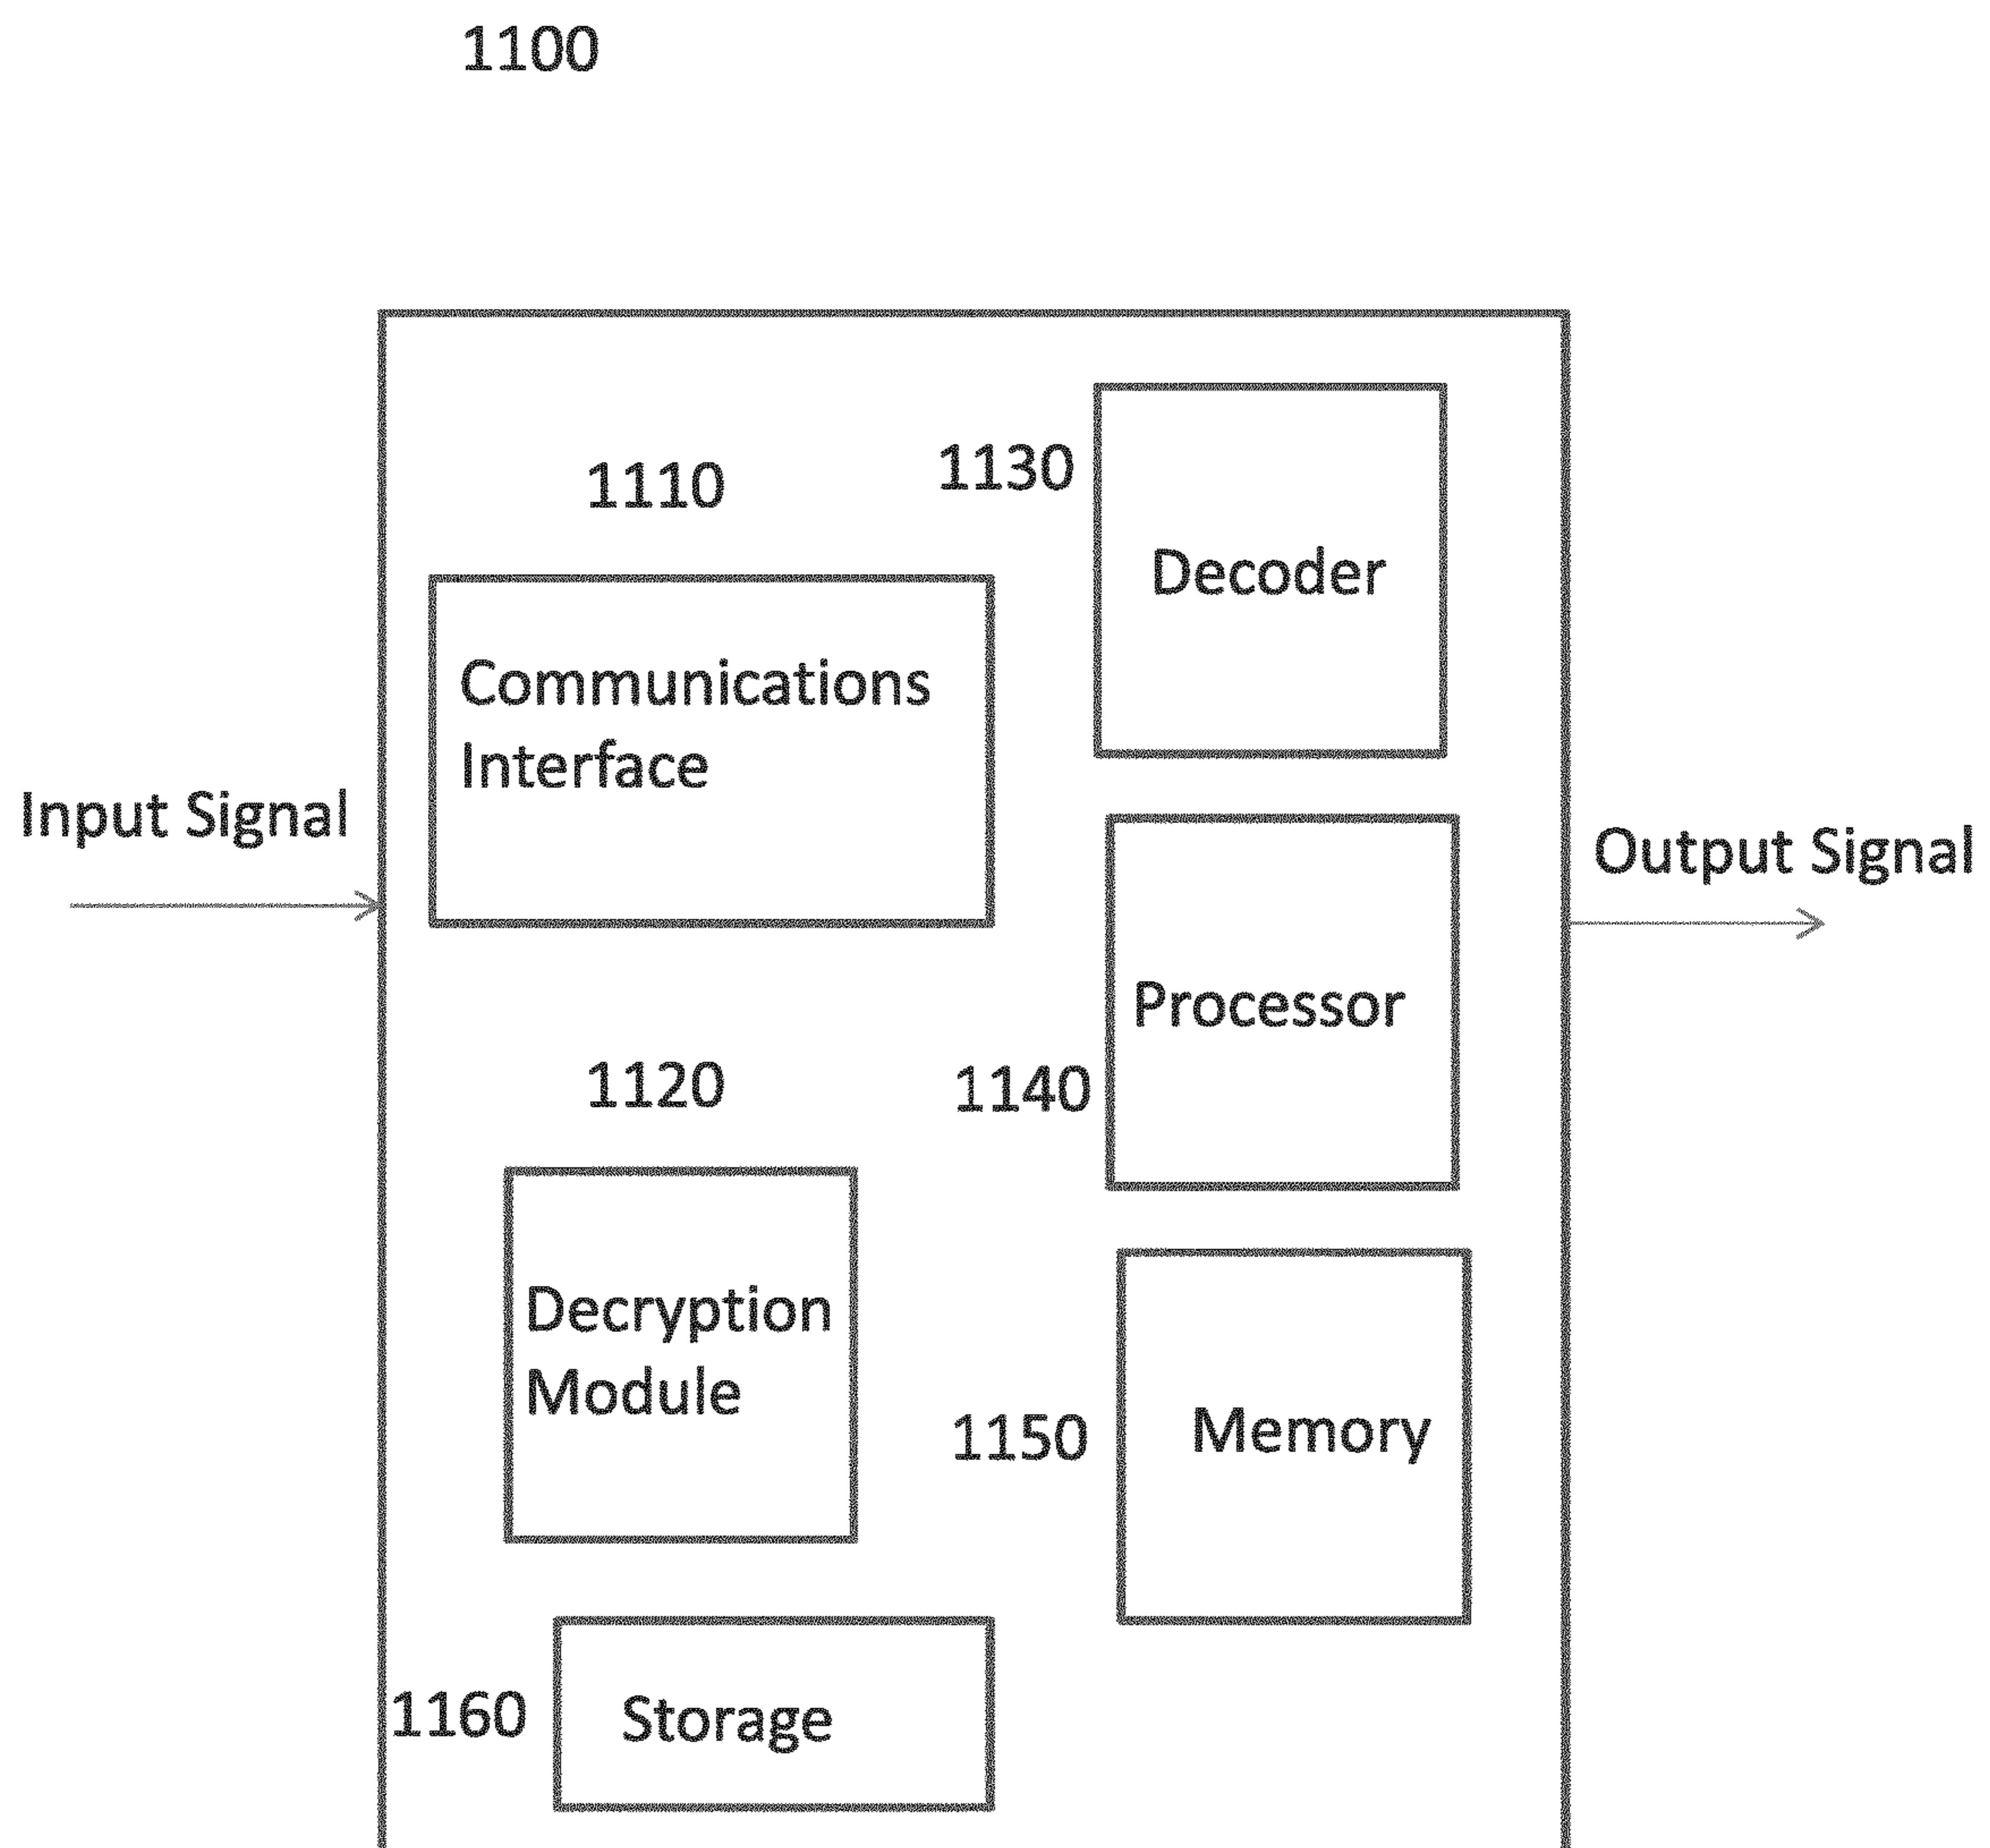 1100
1130
1110
Decoder
Communications
Interface
Input Signal
Output Signal
Processor
1120
1140
Decryption
Module
1150
Memory
1160
Storage